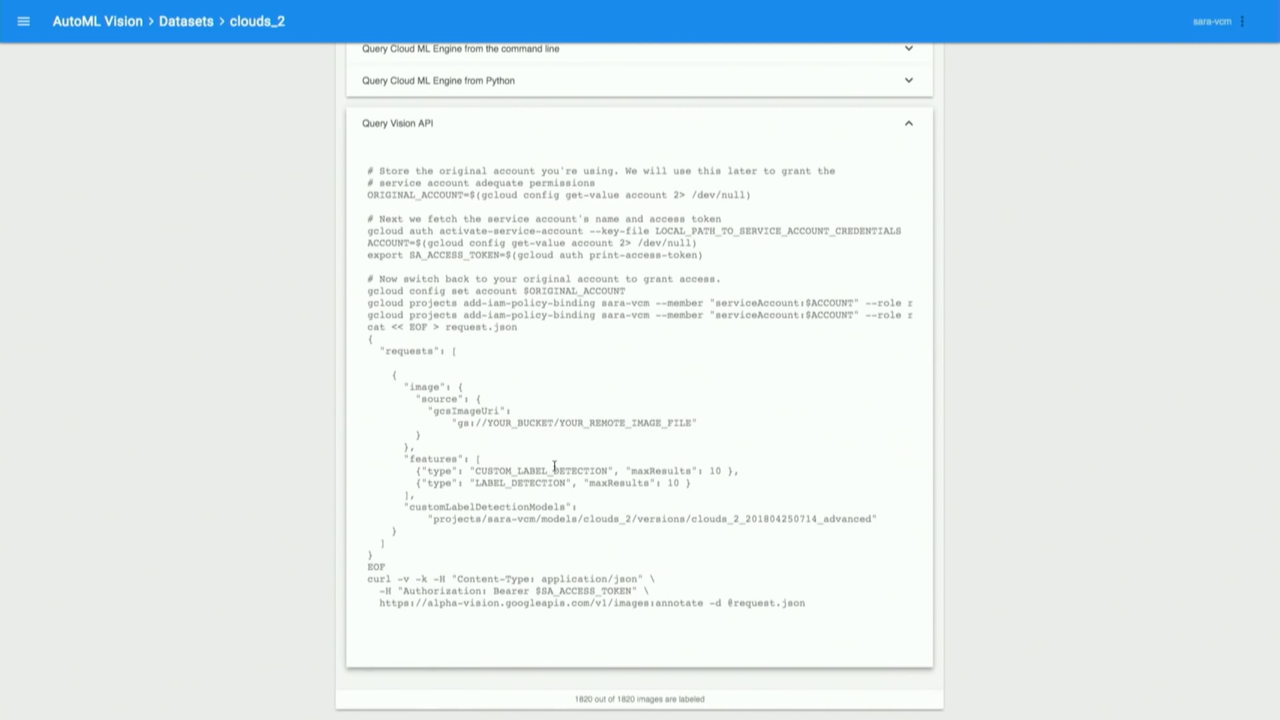 AutoML Vision > Datasets > clouds_2
sara-vcm
Query Cloud ML Engine from the command line
Query Cloud ML Engine from Python
Query Vision API
# Store the original account you're using. We will use this later to grant the
# service account adequate permissions
ORIGINAL_ACCOUNT=$(gcloud config get-value account 2> /dev/null)
# Next we fetch the service account's name and access token
gcloud auth activate-service-account --key-file LOCAL_PATH_TO_SERVICE_ACCOUNT_CREDENTIALS
ACCOUNT=$(gcloud config get-value account 2> /dev/null)
export SA_ACCESS_TOKEN=$(gcloud auth print-access-token)
# Now switch back to your original account to grant access.
gcloud config set account $ORIGINAL_ACCOUNT
gcloud projects add-iam-policy-binding sara-vcm --member "serviceAccount:$ACCOUNT" --role r
gcloud projects add-iam-policy-binding sara-vcm --member "serviceAccount:$ACCOUNT" --role r
cat << EOF > request.json
{
"requests": [
{
"image": {
"source": {
"gcsImageUri":
"gs://YOUR_BUCKET/YOUR_REMOTE_IMAGE_FILE"
}
},
"features": [
{"type": "CUSTOM_LABEL_DETECTION", "maxResults": 10 },
{"type": "LABEL_DETECTION", "maxResults": 10 }
],
"customLabelDetectionModels":
"projects/sara-vcm/models/clouds_2/versions/clouds_2_201804250714_advanced"
}
]
}
EOF
curl -v -k -H "Content-Type: application/json" \
-H "Authorization: Bearer $SA_ACCESS_TOKEN" \
https://alpha-vision.googleapis.com/v1/images:annotate -d @request.json
1820 out of 1820 images are labeled